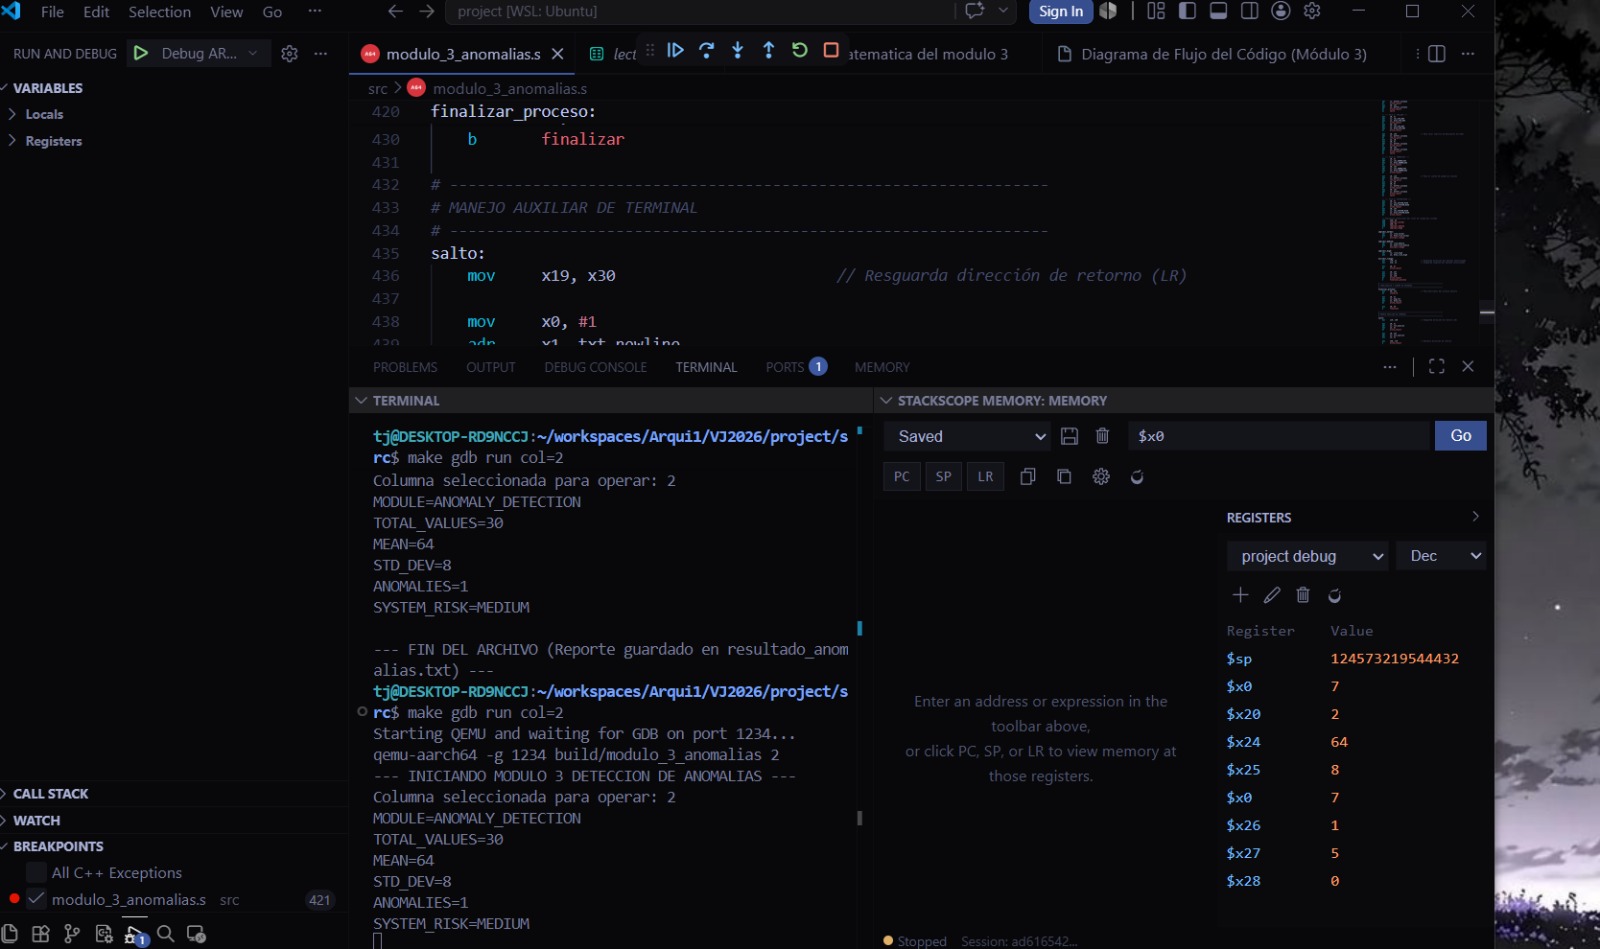 File Edit Selection View Go ···
project [WSL: Ubuntu]
Sign In
RUN AND DEBUG
Debug AR...
modulo_3_anomalias.s
lect
atematica del modulo 3
Diagrama de Flujo del Código (Módulo 3)
src > modulo_3_anomalias.s
VARIABLES
Locals
Registers
420 finalizar_proceso:
430 b finalizar
431
432 # -----------------------------------------------------------------
433 # MANEJO AUXILIAR DE TERMINAL
434 # -----------------------------------------------------------------
435 salto:
436 mov x19, x30 // Resguarda dirección de retorno (LR)
437
438 mov x0, #1
439 adr x1, txt_newline
PROBLEMS OUTPUT DEBUG CONSOLE TERMINAL PORTS 1 MEMORY
TERMINAL
tj@DESKTOP-RD9NCCJ:~/workspaces/Arqui1/VJ2026/project/s
rc$ make gdb run col=2
Columna seleccionada para operar: 2
MODULE=ANOMALY_DETECTION
TOTAL_VALUES=30
MEAN=64
STD_DEV=8
ANOMALIES=1
SYSTEM_RISK=MEDIUM
--- FIN DEL ARCHIVO (Reporte guardado en resultado_anom
alias.txt) ---
tj@DESKTOP-RD9NCCJ:~/workspaces/Arqui1/VJ2026/project/s
rc$ make gdb run col=2
Starting QEMU and waiting for GDB on port 1234...
qemu-aarch64 -g 1234 build/modulo_3_anomalias 2
--- INICIANDO MODULO 3 DETECCION DE ANOMALIAS ---
Columna seleccionada para operar: 2
MODULE=ANOMALY_DETECTION
TOTAL_VALUES=30
MEAN=64
STD_DEV=8
ANOMALIES=1
SYSTEM_RISK=MEDIUM
STACKSCOPE MEMORY: MEMORY
Saved
$x0
Go
PC SP LR
Enter an address or expression in the
toolbar above,
or click PC, SP, or LR to view memory at
those registers.
REGISTERS
project debug
Dec
Register Value
$sp 124573219544432
$x0 7
$x20 2
$x24 64
$x25 8
$x0 7
$x26 1
$x27 5
$x28 0
Stopped Session: ad616542...
CALL STACK
WATCH
BREAKPOINTS
All C++ Exceptions
modulo_3_anomalias.s src 421
1